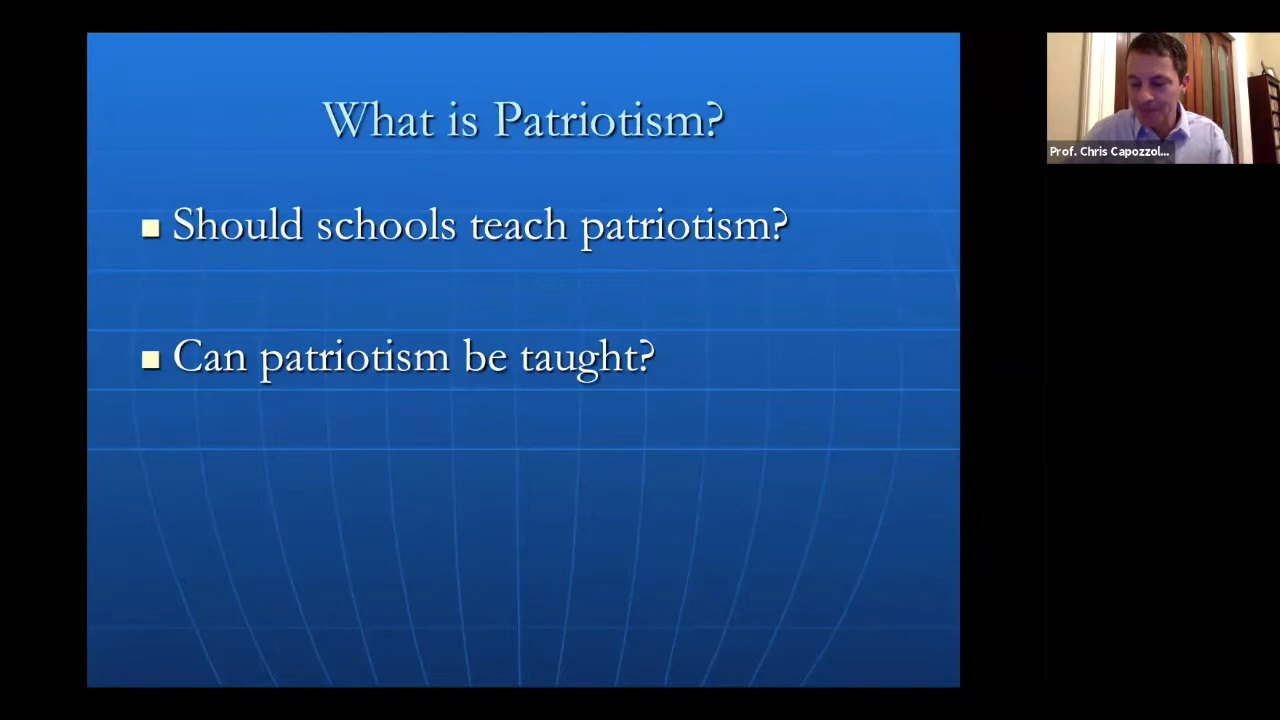 What is Patriotism?
Should schools teach patriotism?
Can patriotism be taught?
Prof. Chris Capozzol...